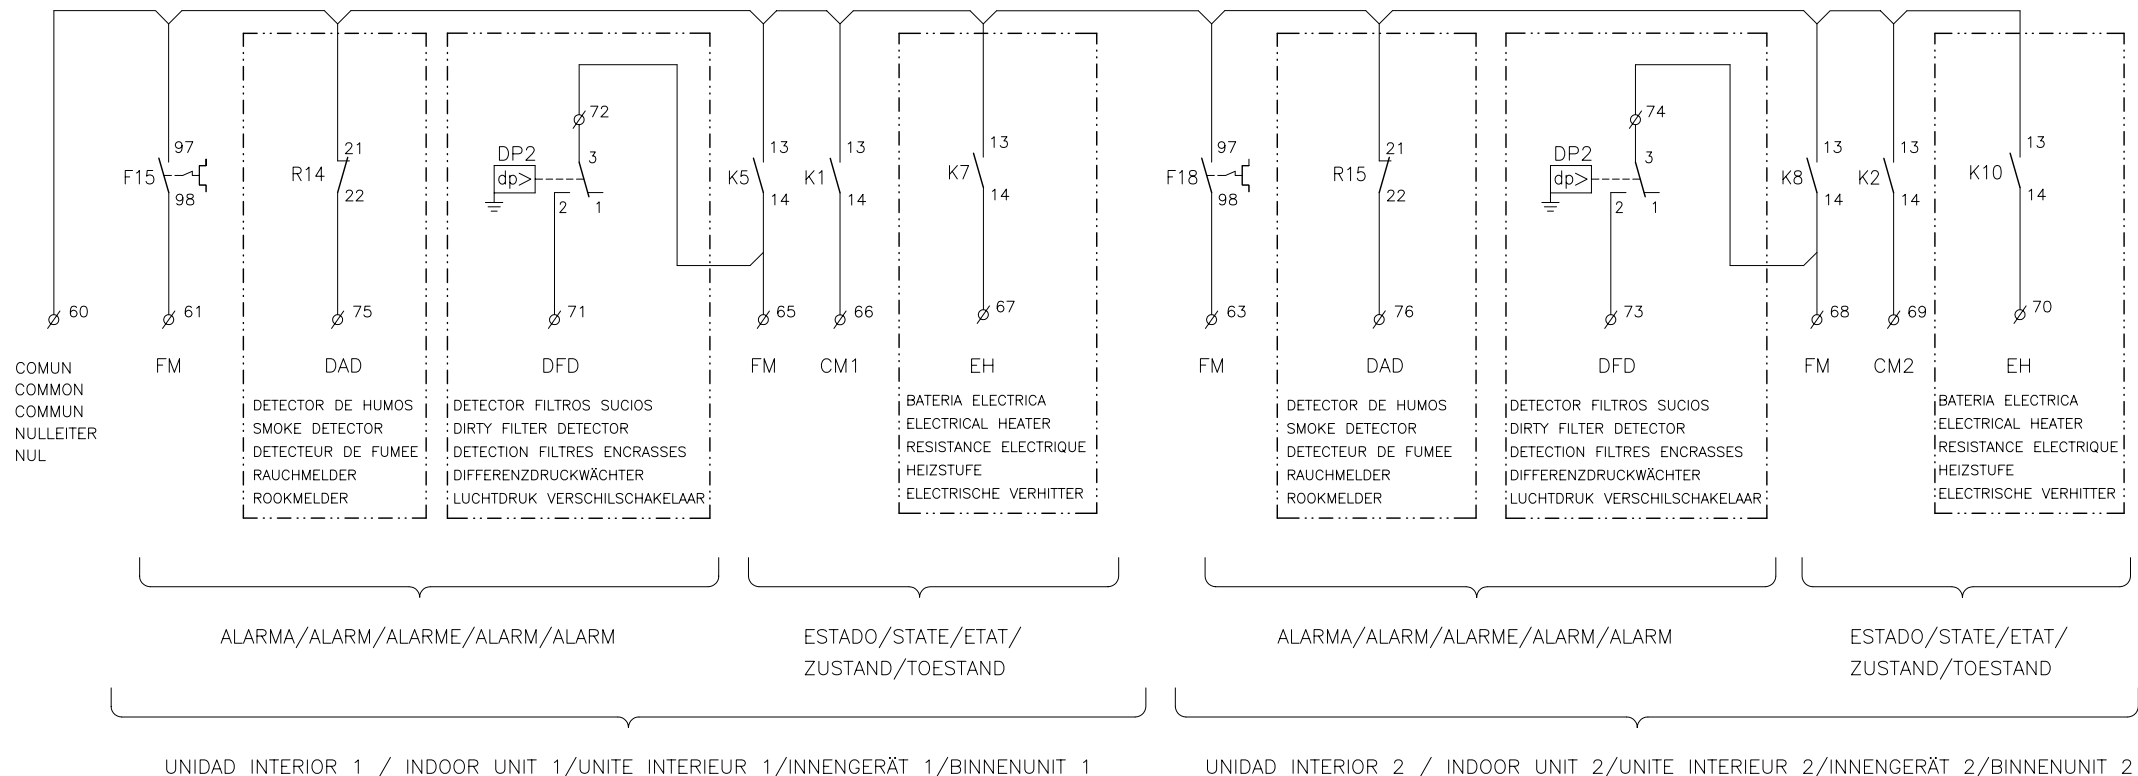 97
F15
98
21
R14
22
72
DP2
dp>
3
2
1
13
K5
14
13
K1
14
13
K7
14
97
F18
98
21
R15
22
74
DP2
dp>
3
2
1
13
K8
14
13
K2
14
13
K10
14
60
61
75
71
65
66
67
63
76
73
68
69
70
COMUN
COMMON
COMMUN
NULLEITER
NUL
FM
DAD
DETECTOR DE HUMOS
SMOKE DETECTOR
DETECTEUR DE FUMEE
RAUCHMELDER
ROOKMELDER
DFD
DETECTOR FILTROS SUCIOS
DIRTY FILTER DETECTOR
DETECTION FILTRES ENCRASSES
DIFFERENZDRUCKWÄCHTER
LUCHTDRUK VERSCHILSCHAKELAAR
FM
CM1
EH
BATERIA ELECTRICA
ELECTRICAL HEATER
RESISTANCE ELECTRIQUE
HEIZSTUFE
ELECTRISCHE VERHITTER
FM
DAD
DETECTOR DE HUMOS
SMOKE DETECTOR
DETECTEUR DE FUMEE
RAUCHMELDER
ROOKMELDER
DFD
DETECTOR FILTROS SUCIOS
DIRTY FILTER DETECTOR
DETECTION FILTRES ENCRASSES
DIFFERENZDRUCKWÄCHTER
LUCHTDRUK VERSCHILSCHAKELAAR
FM
CM2
EH
BATERIA ELECTRICA
ELECTRICAL HEATER
RESISTANCE ELECTRIQUE
HEIZSTUFE
ELECTRISCHE VERHITTER
ALARMA/ALARM/ALARME/ALARM/ALARM
ESTADO/STATE/ETAT/
ZUSTAND/TOESTAND
ALARMA/ALARM/ALARME/ALARM/ALARM
ESTADO/STATE/ETAT/
ZUSTAND/TOESTAND
UNIDAD INTERIOR 1 / INDOOR UNIT 1/UNITE INTERIEUR 1/INNENGERÄT 1/BINNENUNIT 1
UNIDAD INTERIOR 2 / INDOOR UNIT 2/UNITE INTERIEUR 2/INNENGERÄT 2/BINNENUNIT 2